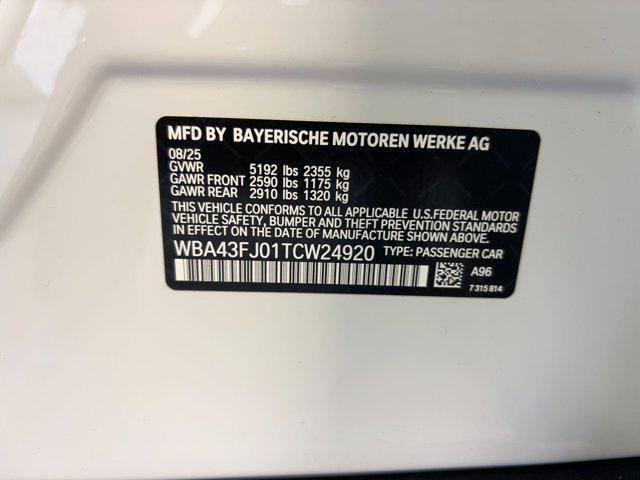 MFD BY BAYERISCHE MOTOREN WERKE AG
08/25
GVWR 5192 lbs 2355 kg
GAWR FRONT 2590 lbs 1175 kg
GAWR REAR 2910 lbs 1320 kg
THIS VEHICLE CONFORMS TO ALL APPLICABLE U.S.FEDERAL MOTOR
VEHICLE SAFETY, BUMPER AND THEFT PREVENTION STANDARDS
IN EFFECT ON THE DATE OF MANUFACTURE SHOWN ABOVE.
WBA43FJ01TCW24920 TYPE: PASSENGER CAR
A96
7 315 814